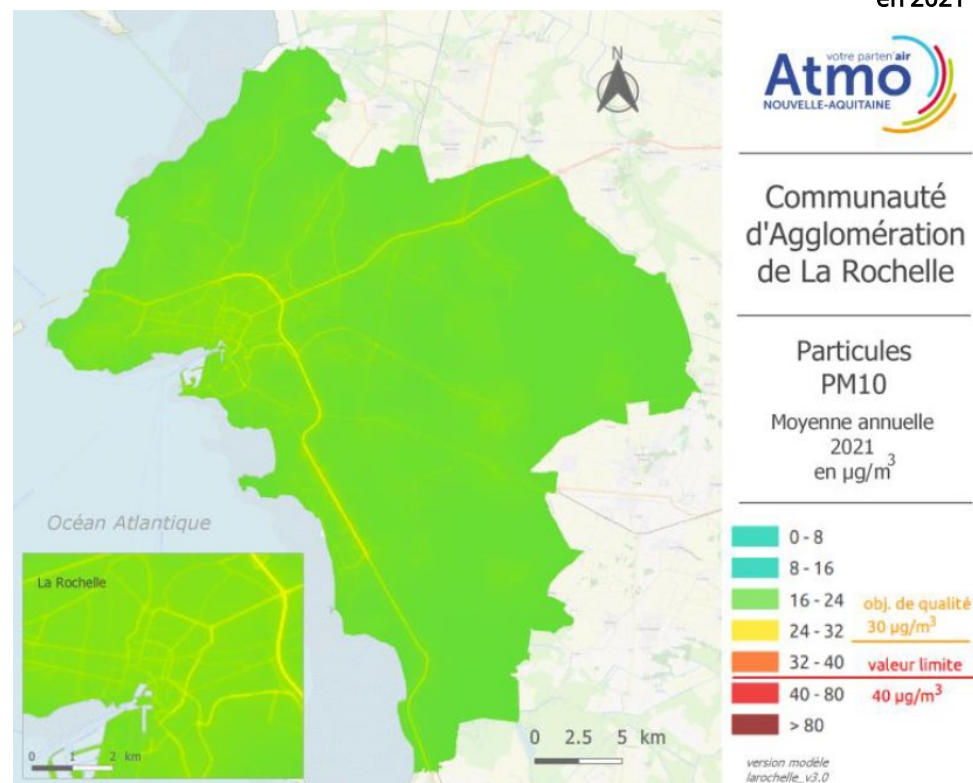 en 2021
votre parten'air
Atmo
NOUVELLE-AQUITAINE
Communauté
d'Agglomération
de La Rochelle
Particules
PM10
Moyenne annuelle
2021
en µg/m³
0 - 8
8 - 16
16 - 24
obj. de qualité
30 µg/m³
24 - 32
32 - 40
valeur limite
40 - 80
40 µg/m³
> 80
version modèle
larochelle_v3.0
N
Océan Atlantique
La Rochelle
0 1 2 km
0 2.5 5 km